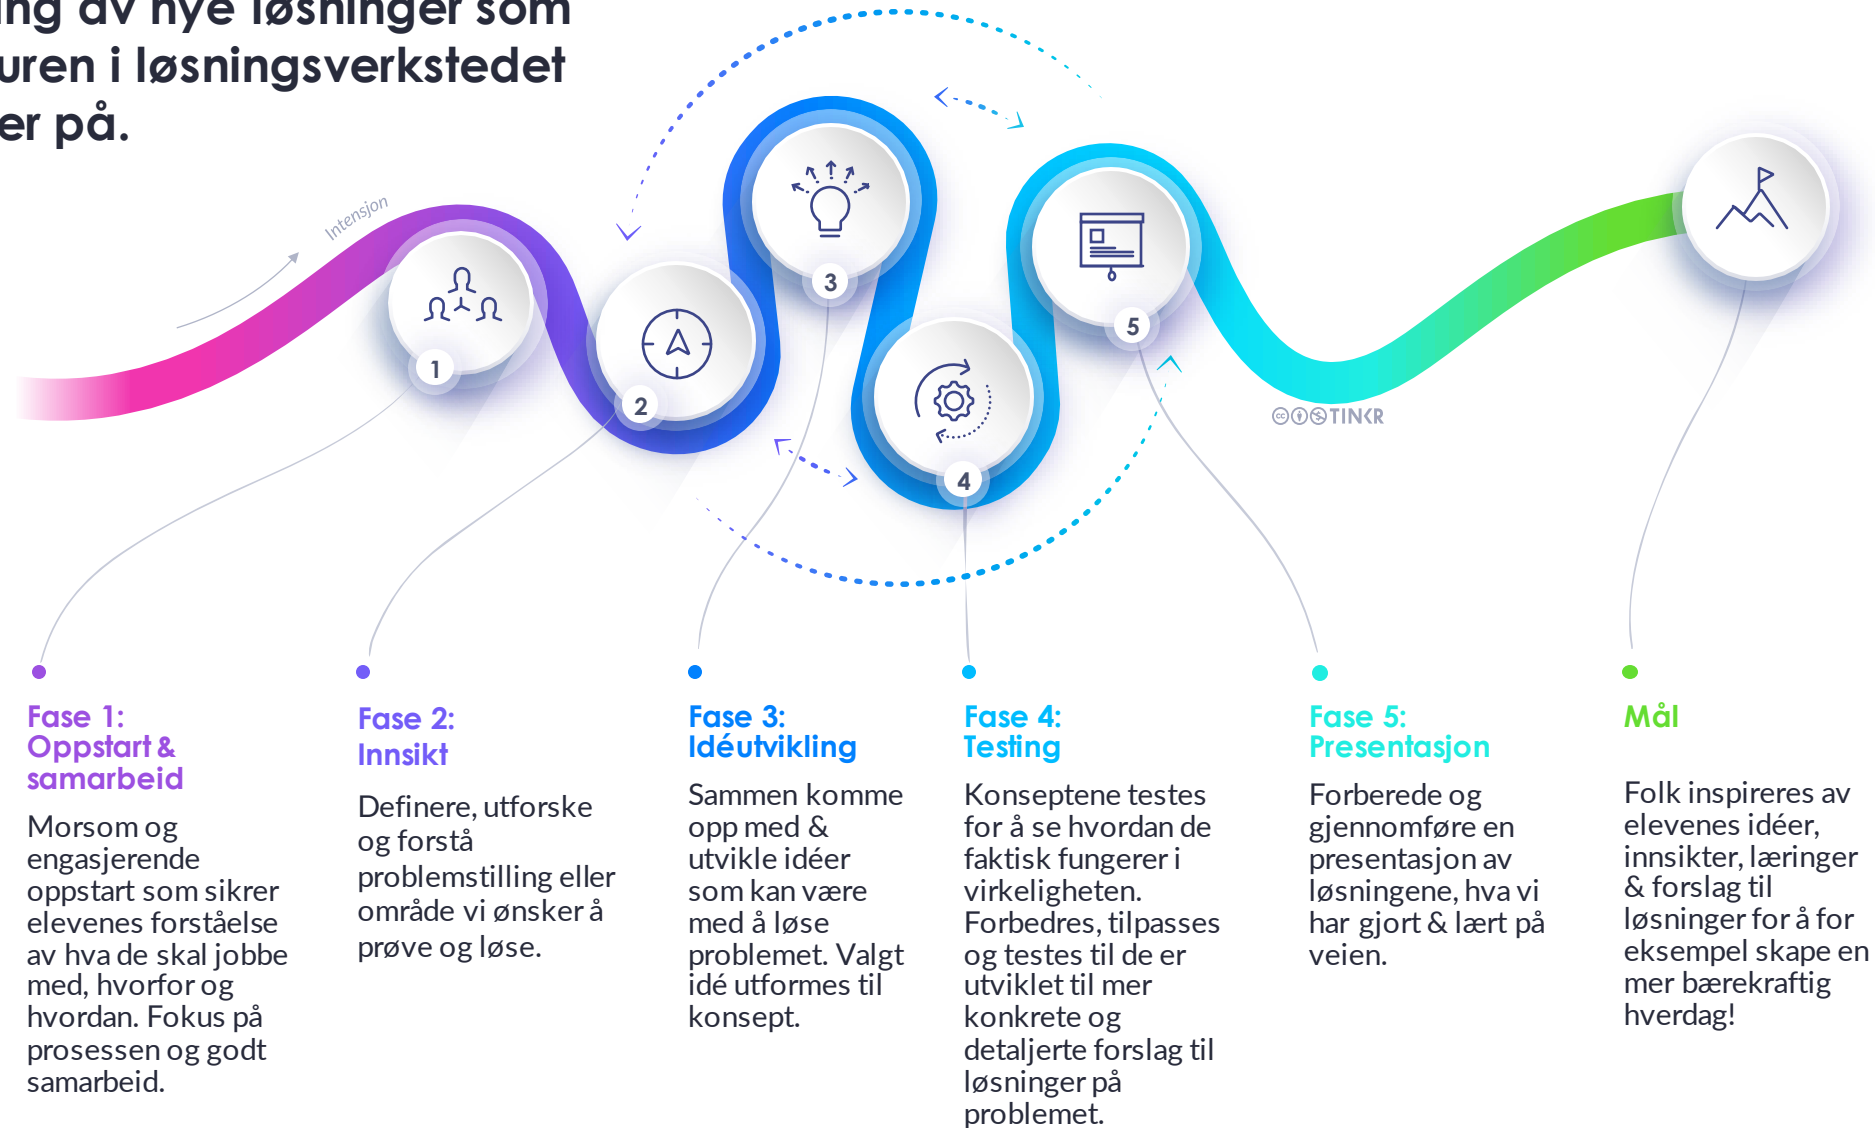 ing av nye løsninger som
uren i løsningsverkstedet
er på.
Intensjon
1
2
3
4
5
TINKR
Fase 1:
Oppstart &
samarbeid
Morsom og
engasjerende
oppstart som sikrer
elevenes forståelse
av hva de skal jobbe
med, hvorfor og
hvordan. Fokus på
prosessen og godt
samarbeid.
Fase 2:
Innsikt
Definere, utforske
og forstå
problemstilling eller
område vi ønsker å
prøve og løse.
Fase 3:
Idéutvikling
Sammen komme
opp med &
utvikle idéer
som kan være
med å løse
problemet. Valgt
idé utformes til
konsept.
Fase 4:
Testing
Konseptene testes
for å se hvordan de
faktisk fungerer i
virkeligheten.
Forbedres, tilpasses
og testes til de er
utviklet til mer
konkrete og
detaljerte forslag til
løsninger på
problemet.
Fase 5:
Presentasjon
Forberede og
gjennomføre en
presentasjon av
løsningene, hva vi
har gjort & lært på
veien.
Mål
Folk inspireres av
elevenes idéer,
innsikter, læringer
& forslag til
løsninger for å for
eksempel skape en
mer bærekraftig
hverdag!